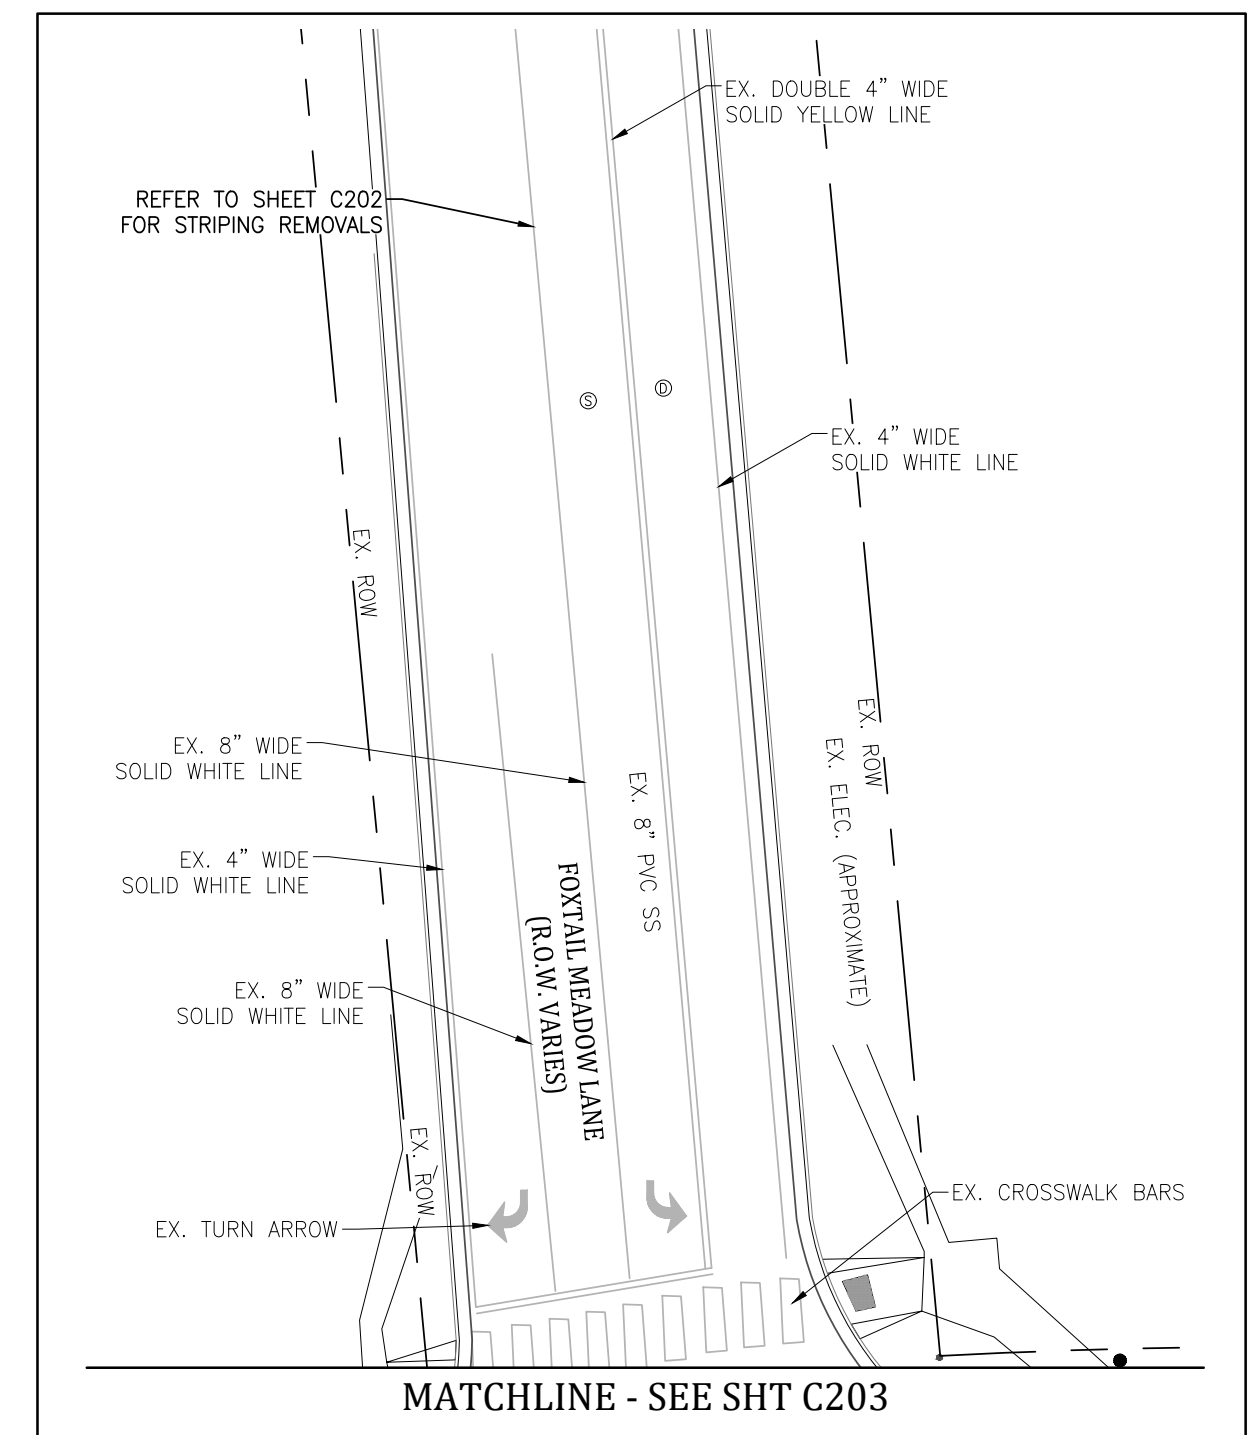 EX. DOUBLE 4" WIDE
SOLID YELLOW LINE
REFER TO SHEET C202
FOR STRIPING REMOVALS
S
D
EX. 4" WIDE
SOLID WHITE LINE
EX. ROW
EX. ROW
EX. ELEC. (APPROXIMATE)
EX. 8" WIDE
SOLID WHITE LINE
EX. 8" PVC SS
EX. 4" WIDE
SOLID WHITE LINE
FOXTAIL MEADOW LANE
(R.O.W. VARIES)
EX. 8" WIDE
SOLID WHITE LINE
EX. ROW
EX. CROSSWALK BARS
EX. TURN ARROW
MATCHLINE - SEE SHT C203